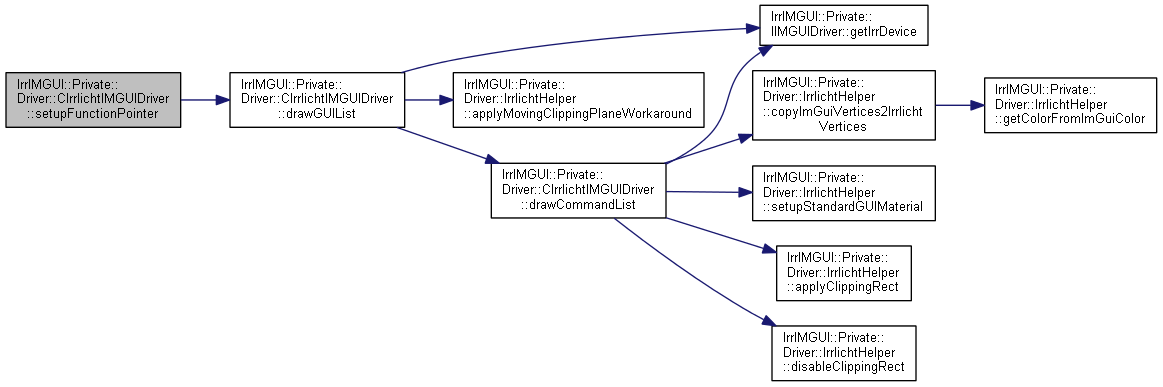 IrrIMGUI::Private::
Driver::CIrrlichtIMGUIDriver
::setupFunctionPointer
IrrIMGUI::Private::
Driver::CIrrlichtIMGUIDriver
::drawGUIList
IrrIMGUI::Private::
IIMGUIDriver::getIrrDevice
IrrIMGUI::Private::
Driver::IrrlichtHelper
::applyMovingClippingPlaneWorkaround
IrrIMGUI::Private::
Driver::CIrrlichtIMGUIDriver
::drawCommandList
IrrIMGUI::Private::
Driver::IrrlichtHelper
::copyImGuiVertices2Irrlicht
Vertices
IrrIMGUI::Private::
Driver::IrrlichtHelper
::getColorFromImGuiColor
IrrIMGUI::Private::
Driver::IrrlichtHelper
::setupStandardGUIMaterial
IrrIMGUI::Private::
Driver::IrrlichtHelper
::applyClippingRect
IrrIMGUI::Private::
Driver::IrrlichtHelper
::disableClippingRect